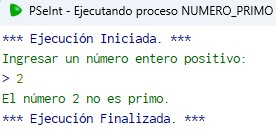 PSeInt - Ejecutando proceso NUMERO_PRIMO
*** Ejecución Iniciada. ***
Ingresar un número entero positivo:
> 2
El número 2 no es primo.
*** Ejecución Finalizada. ***